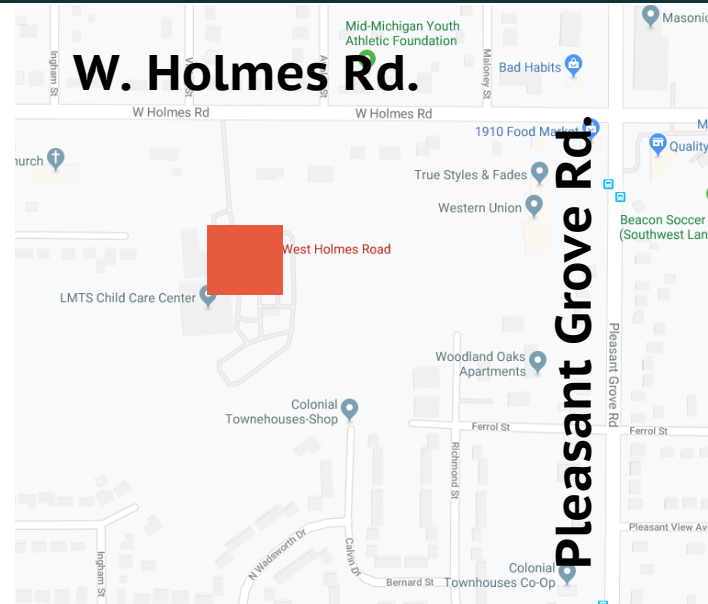 Masonic
Mid-Michigan Youth
Athletic Foundation
Ingham St
Maloney St
Bad Habits
W. Holmes Rd.
W Holmes Rd
W Holmes Rd
1910 Food Market
Quality
urch
True Styles & Fades
Western Union
Beacon Soccer
(Southwest Lan
West Holmes Road
LMTS Child Care Center
Pleasant Grove Rd.
Pleasant Grove Rd
Woodland Oaks
Apartments
Colonial
Townehouses-Shop
Ferrol St
Ferrol St
Richmond St
Pleasant View Av
N Wadsworth Dr
Calvin Dr
Ingham St
Bernard St
Colonial
Townhouses Co-Op